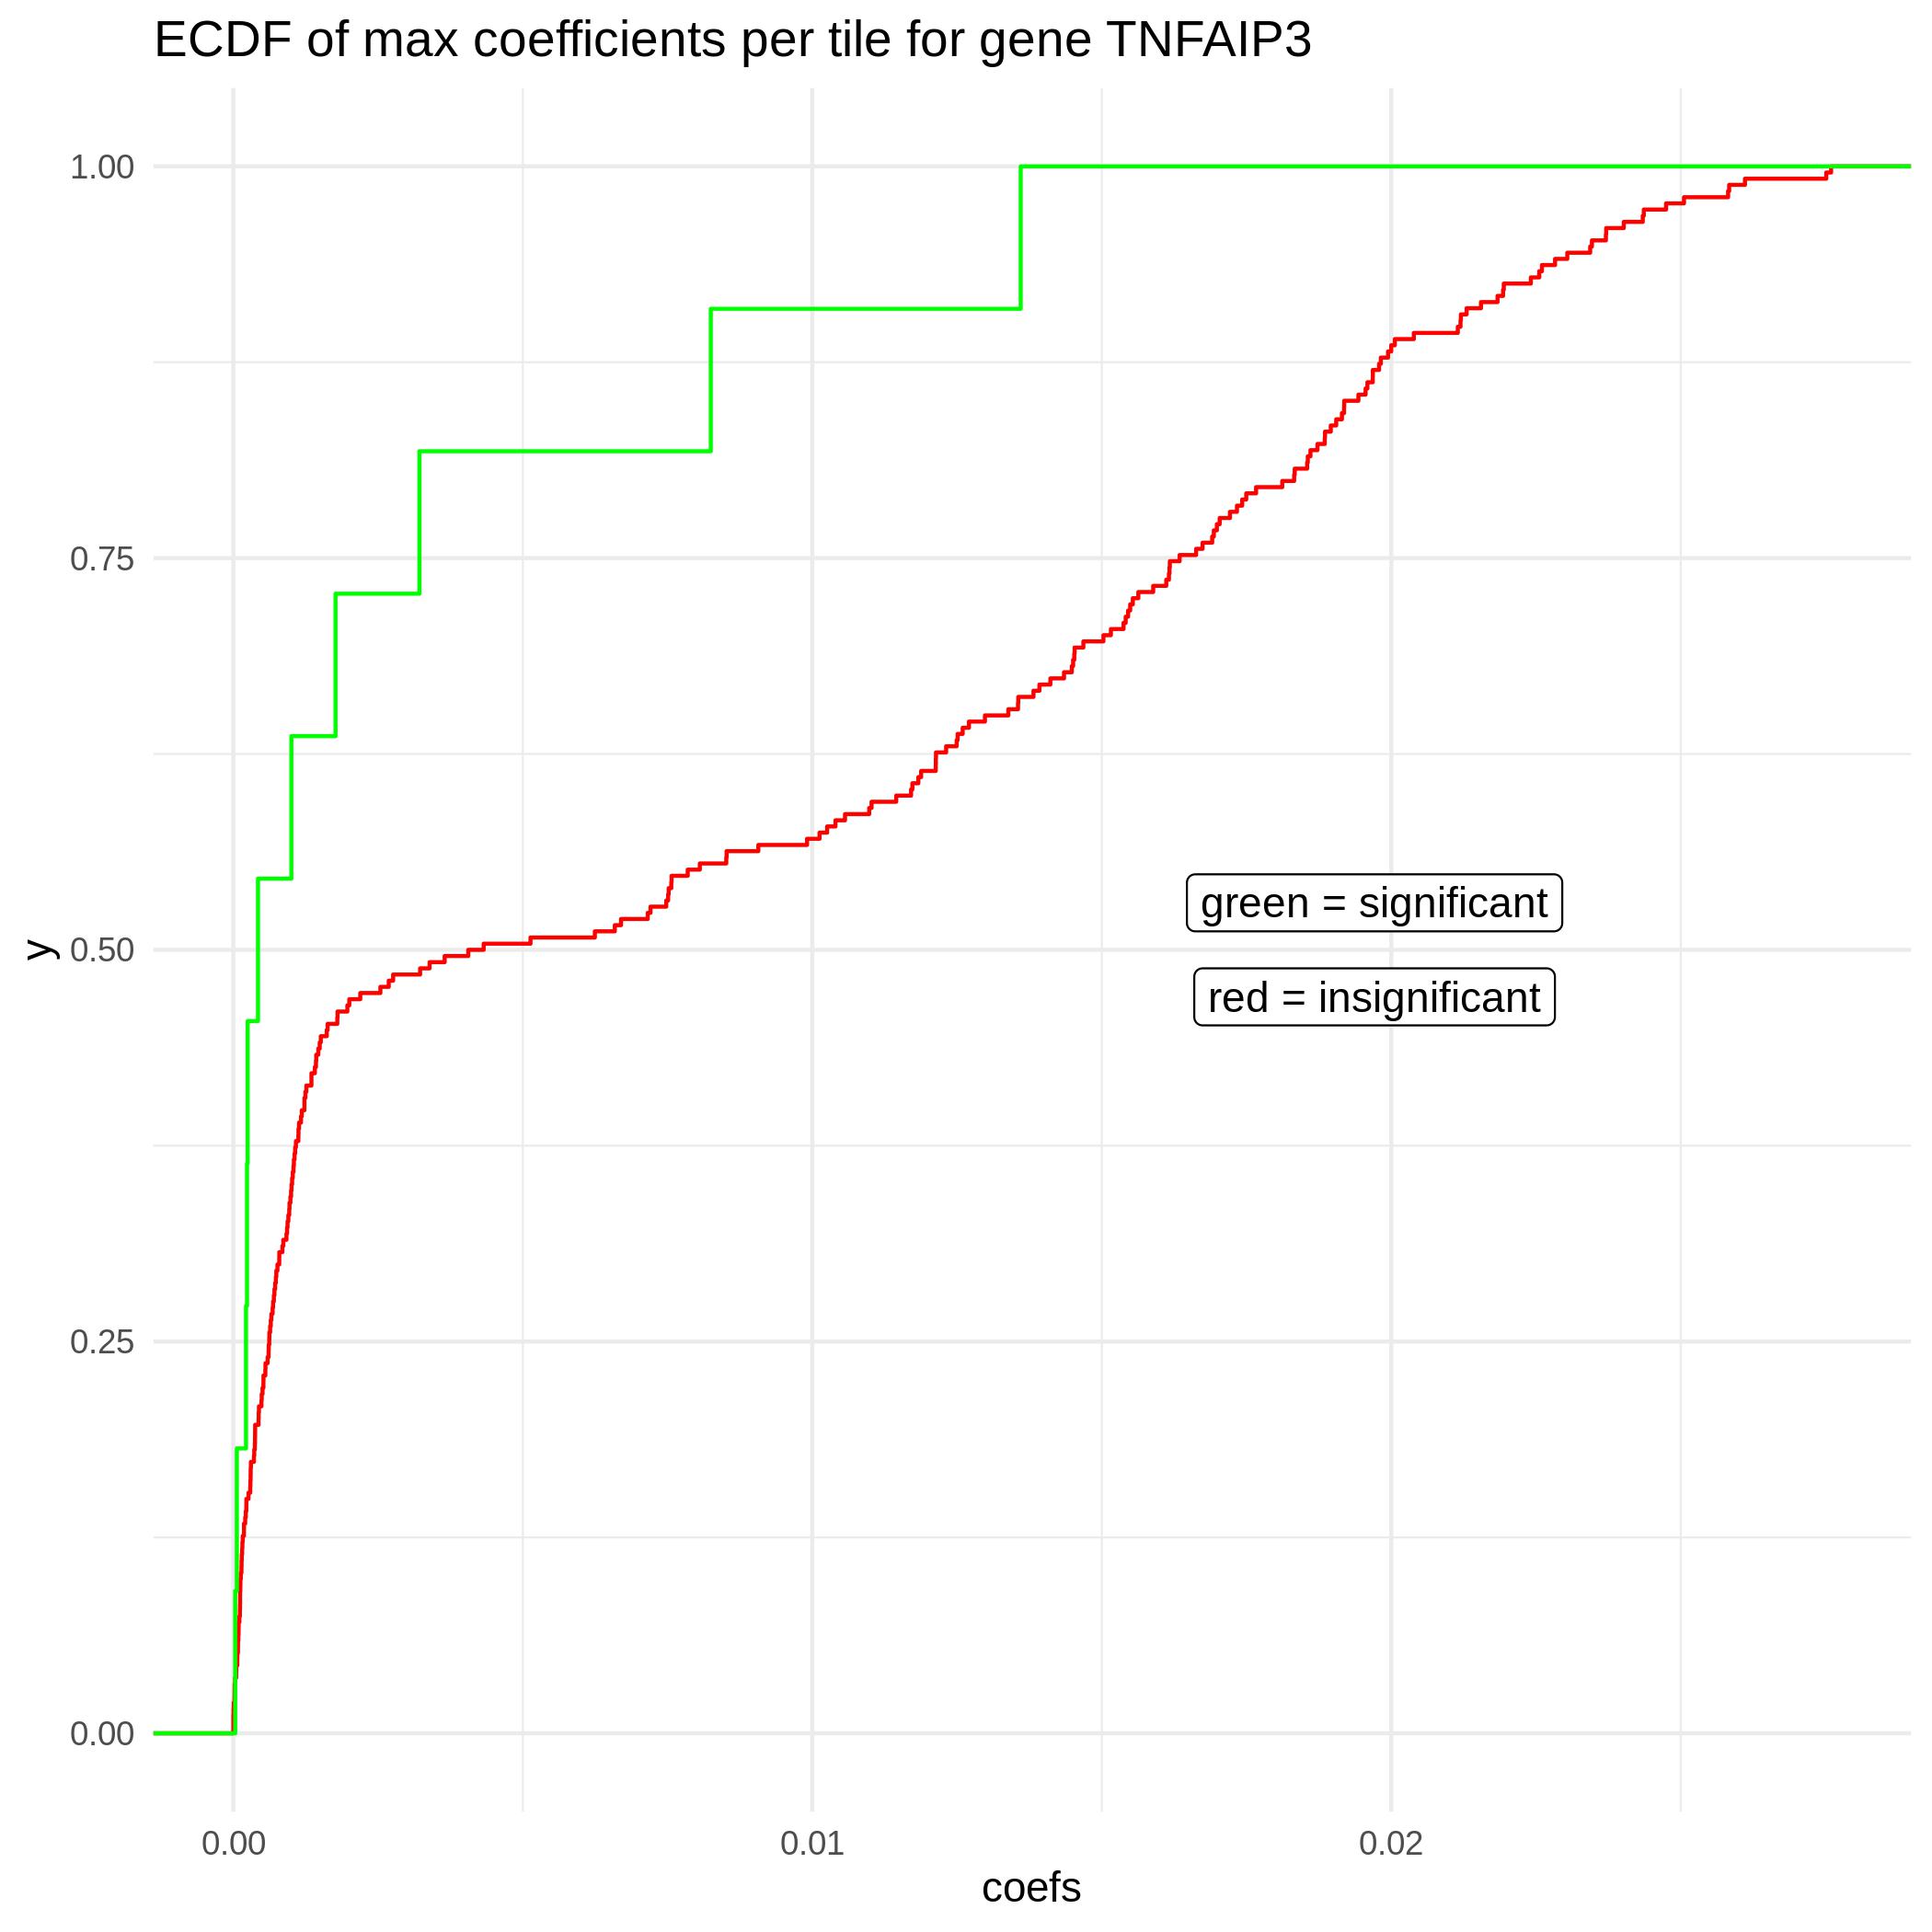 ECDF of max coefficients per tile for gene TNFAIP3
1.00
0.75
0.50
0.25
0.00
y
green = significant
red = insignificant
0.00 0.01 0.02
coefs